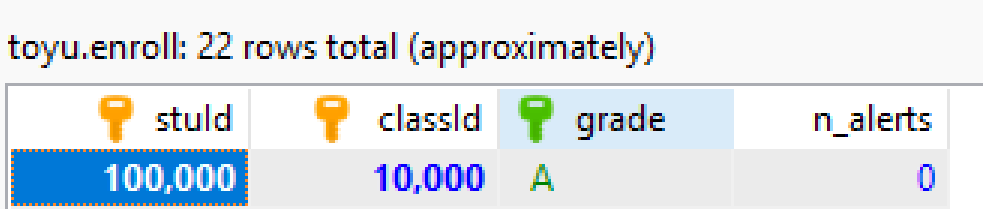 toyu.enroll: 22 rows total (approximately)
stuId classId grade n_alerts
100,000 10,000 A 0